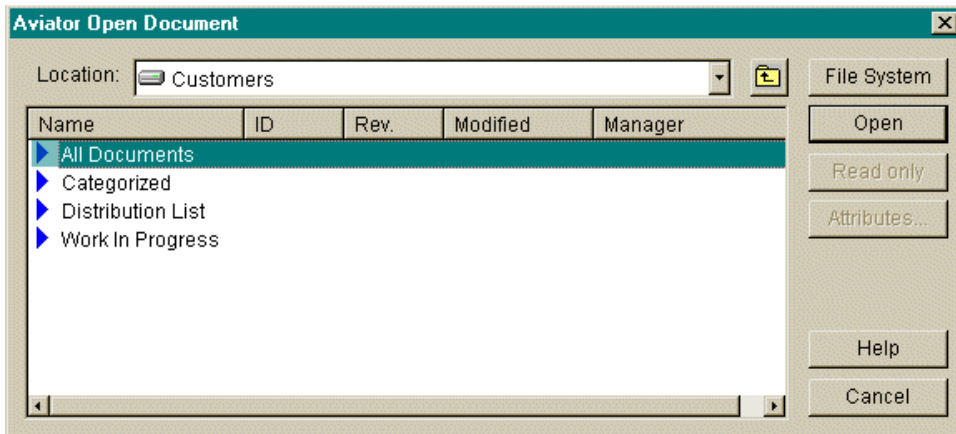 Aviator Open Document
Location: Customers
File System
Name ID Rev. Modified Manager
Open
All Documents
Read only
Categorized
Distribution List
Attributes...
Work In Progress
Help
Cancel